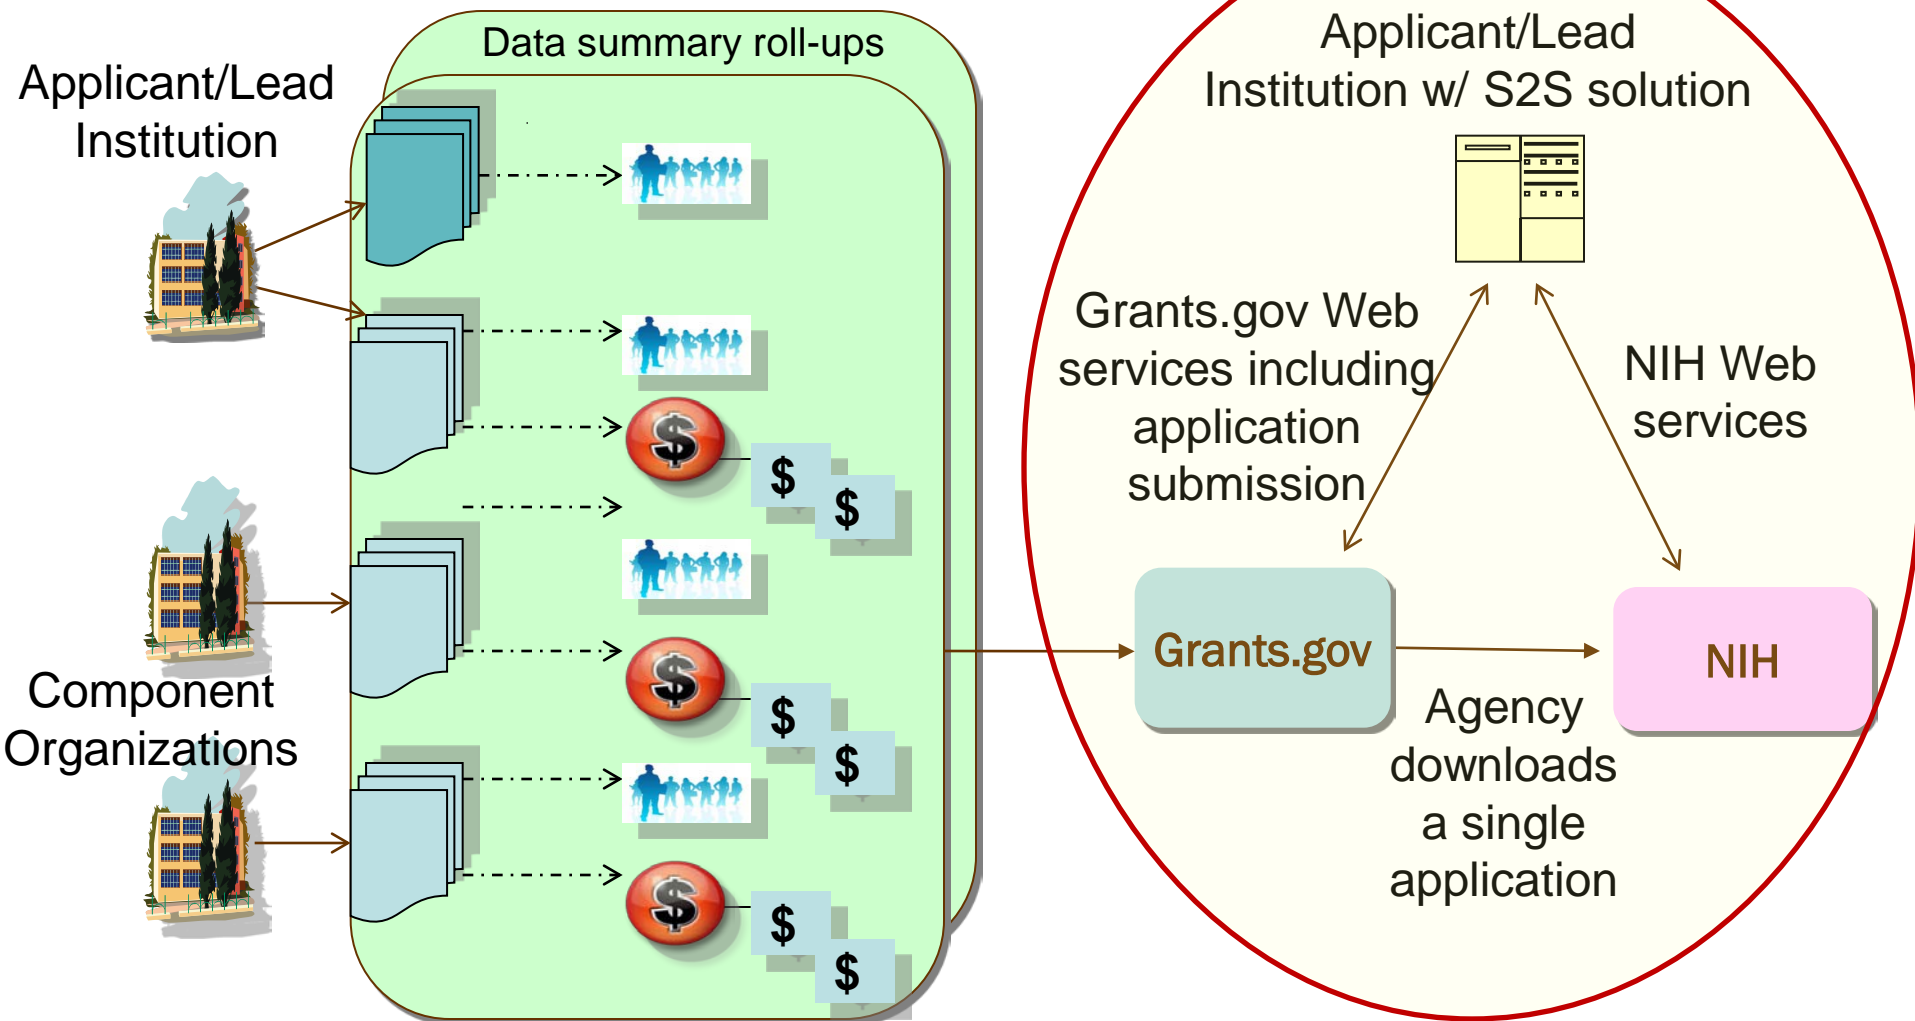 Data summary roll-ups
Applicant/Lead
Institution
$
$
$
$
$
$
$
$
$
Component
Organizations
Applicant/Lead
Institution w/ S2S solution
Grants.gov Web
services including
application
submission
NIH Web
services
Grants.gov
NIH
Agency
downloads
a single
application